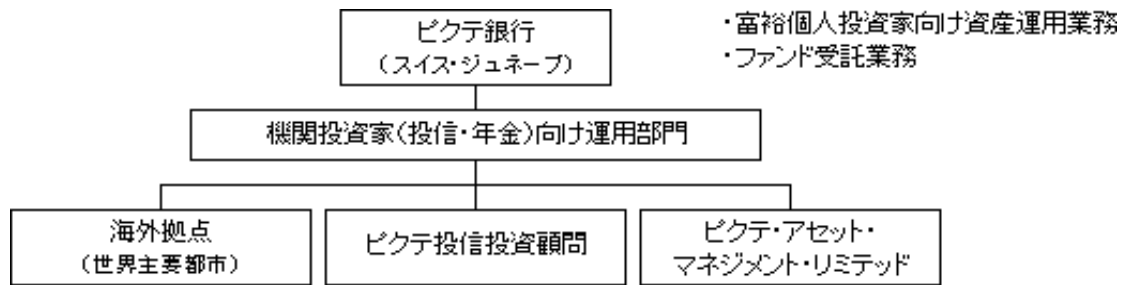 ピクテ銀行
(スイス・ジュネーブ)
・富裕個人投資家向け資産運用業務
・ファンド受託業務
機関投資家(投信・年金)向け運用部門
海外拠点
(世界主要都市)
ピクテ投信投資顧問
ピクテ・アセット・
マネジメント・リミテッド